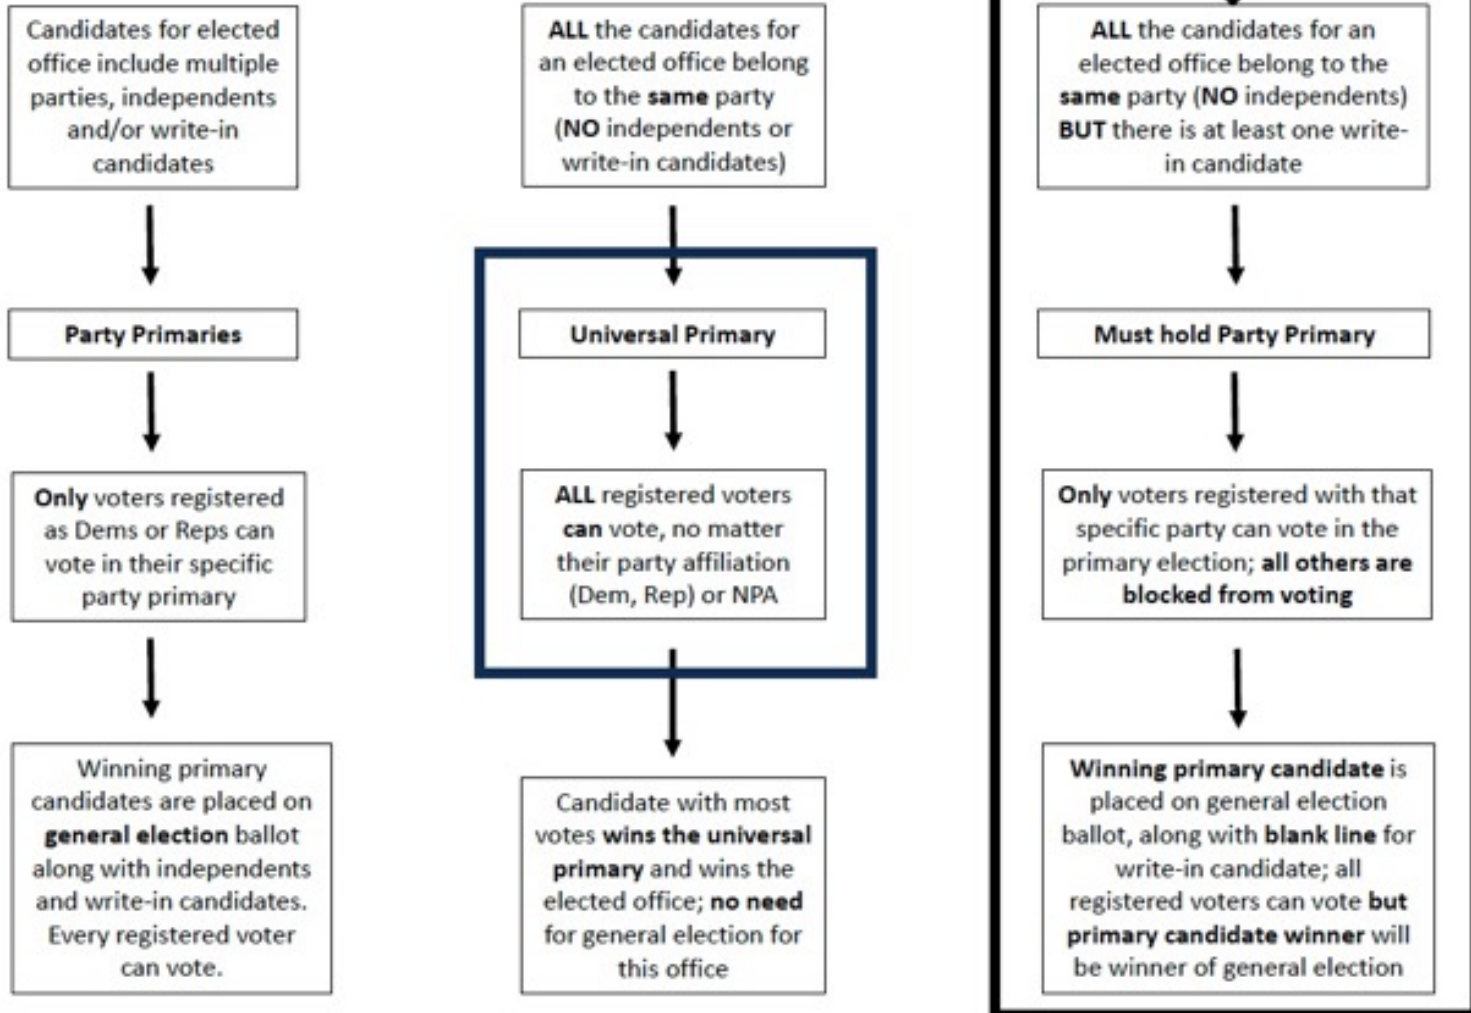 Candidates for elected
office include multiple
parties, independents
and/or write-in
candidates
Party Primaries
Only voters registered
as Dems or Reps can
vote in their specific
party primary
Winning primary
candidates are placed on
general election ballot
along with independents
and write-in candidates.
Every registered voter
can vote.
ALL the candidates for
an elected office belong
to the same party
(NO independents or
write-in candidates)
Universal Primary
ALL registered voters
can vote, no matter
their party affiliation
(Dem, Rep) or NPA
Candidate with most
votes wins the universal
primary and wins the
elected office; no need
for general election for
this office
ALL the candidates for an
elected office belong to the
same party (NO independents)
BUT there is at least one write-
in candidate
Must hold Party Primary
Only voters registered with that
specific party can vote in the
primary election; all others are
blocked from voting
Winning primary candidate is
placed on general election
ballot, along with blank line for
write-in candidate; all
registered voters can vote but
primary candidate winner will
be winner of general election